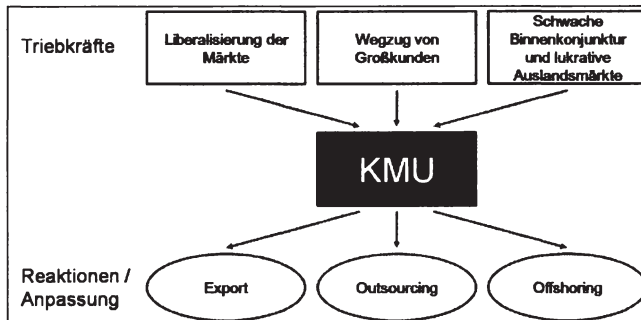 Triebkräfte
Liberalisierung der
Märkte
Wegzug von
Großkunden
Schwache
Binnenkonjunktur
und lukrative
Auslandsmärkte
KMU
Reaktionen /
Anpassung
Export
Outsourcing
Offshoring